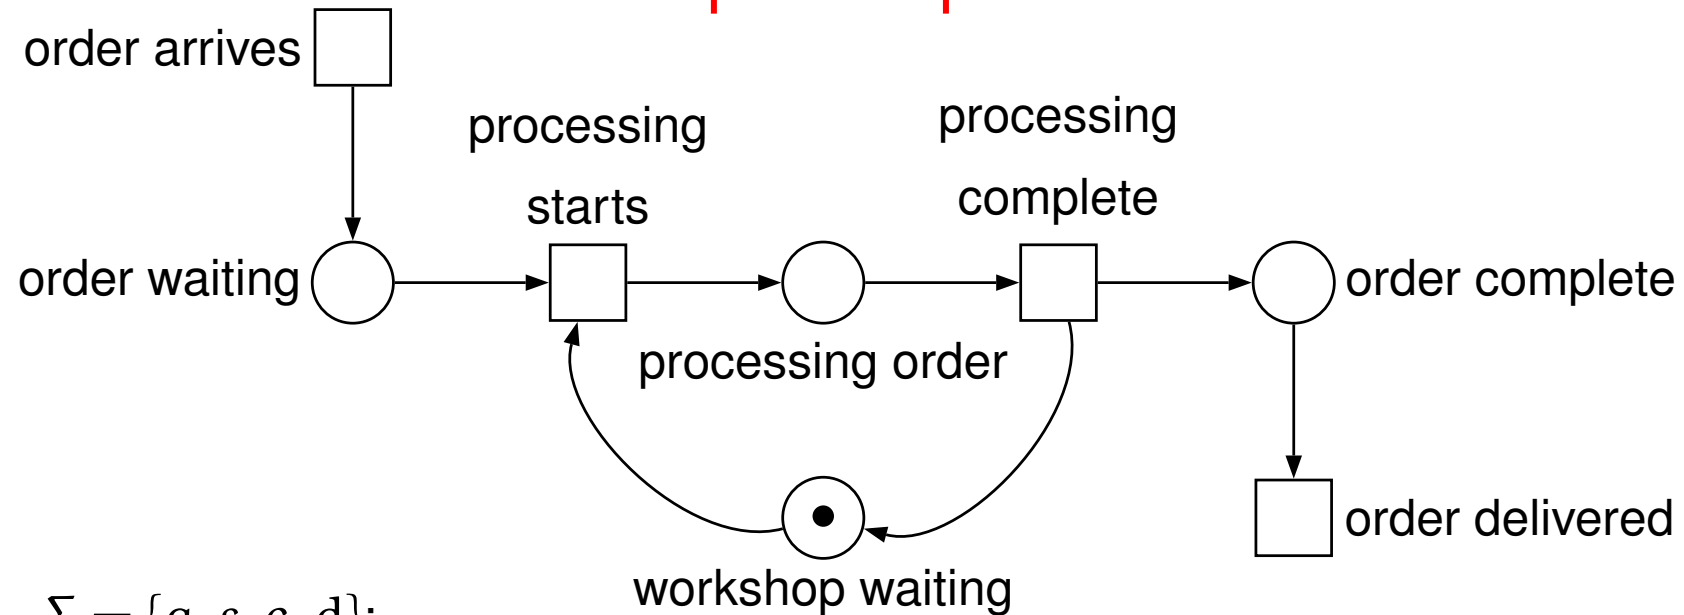 order arrives
processing
starts
processing
complete
order waiting
order complete
processing order
order delivered
workshop waiting
Σ = {a, s, c, d}: